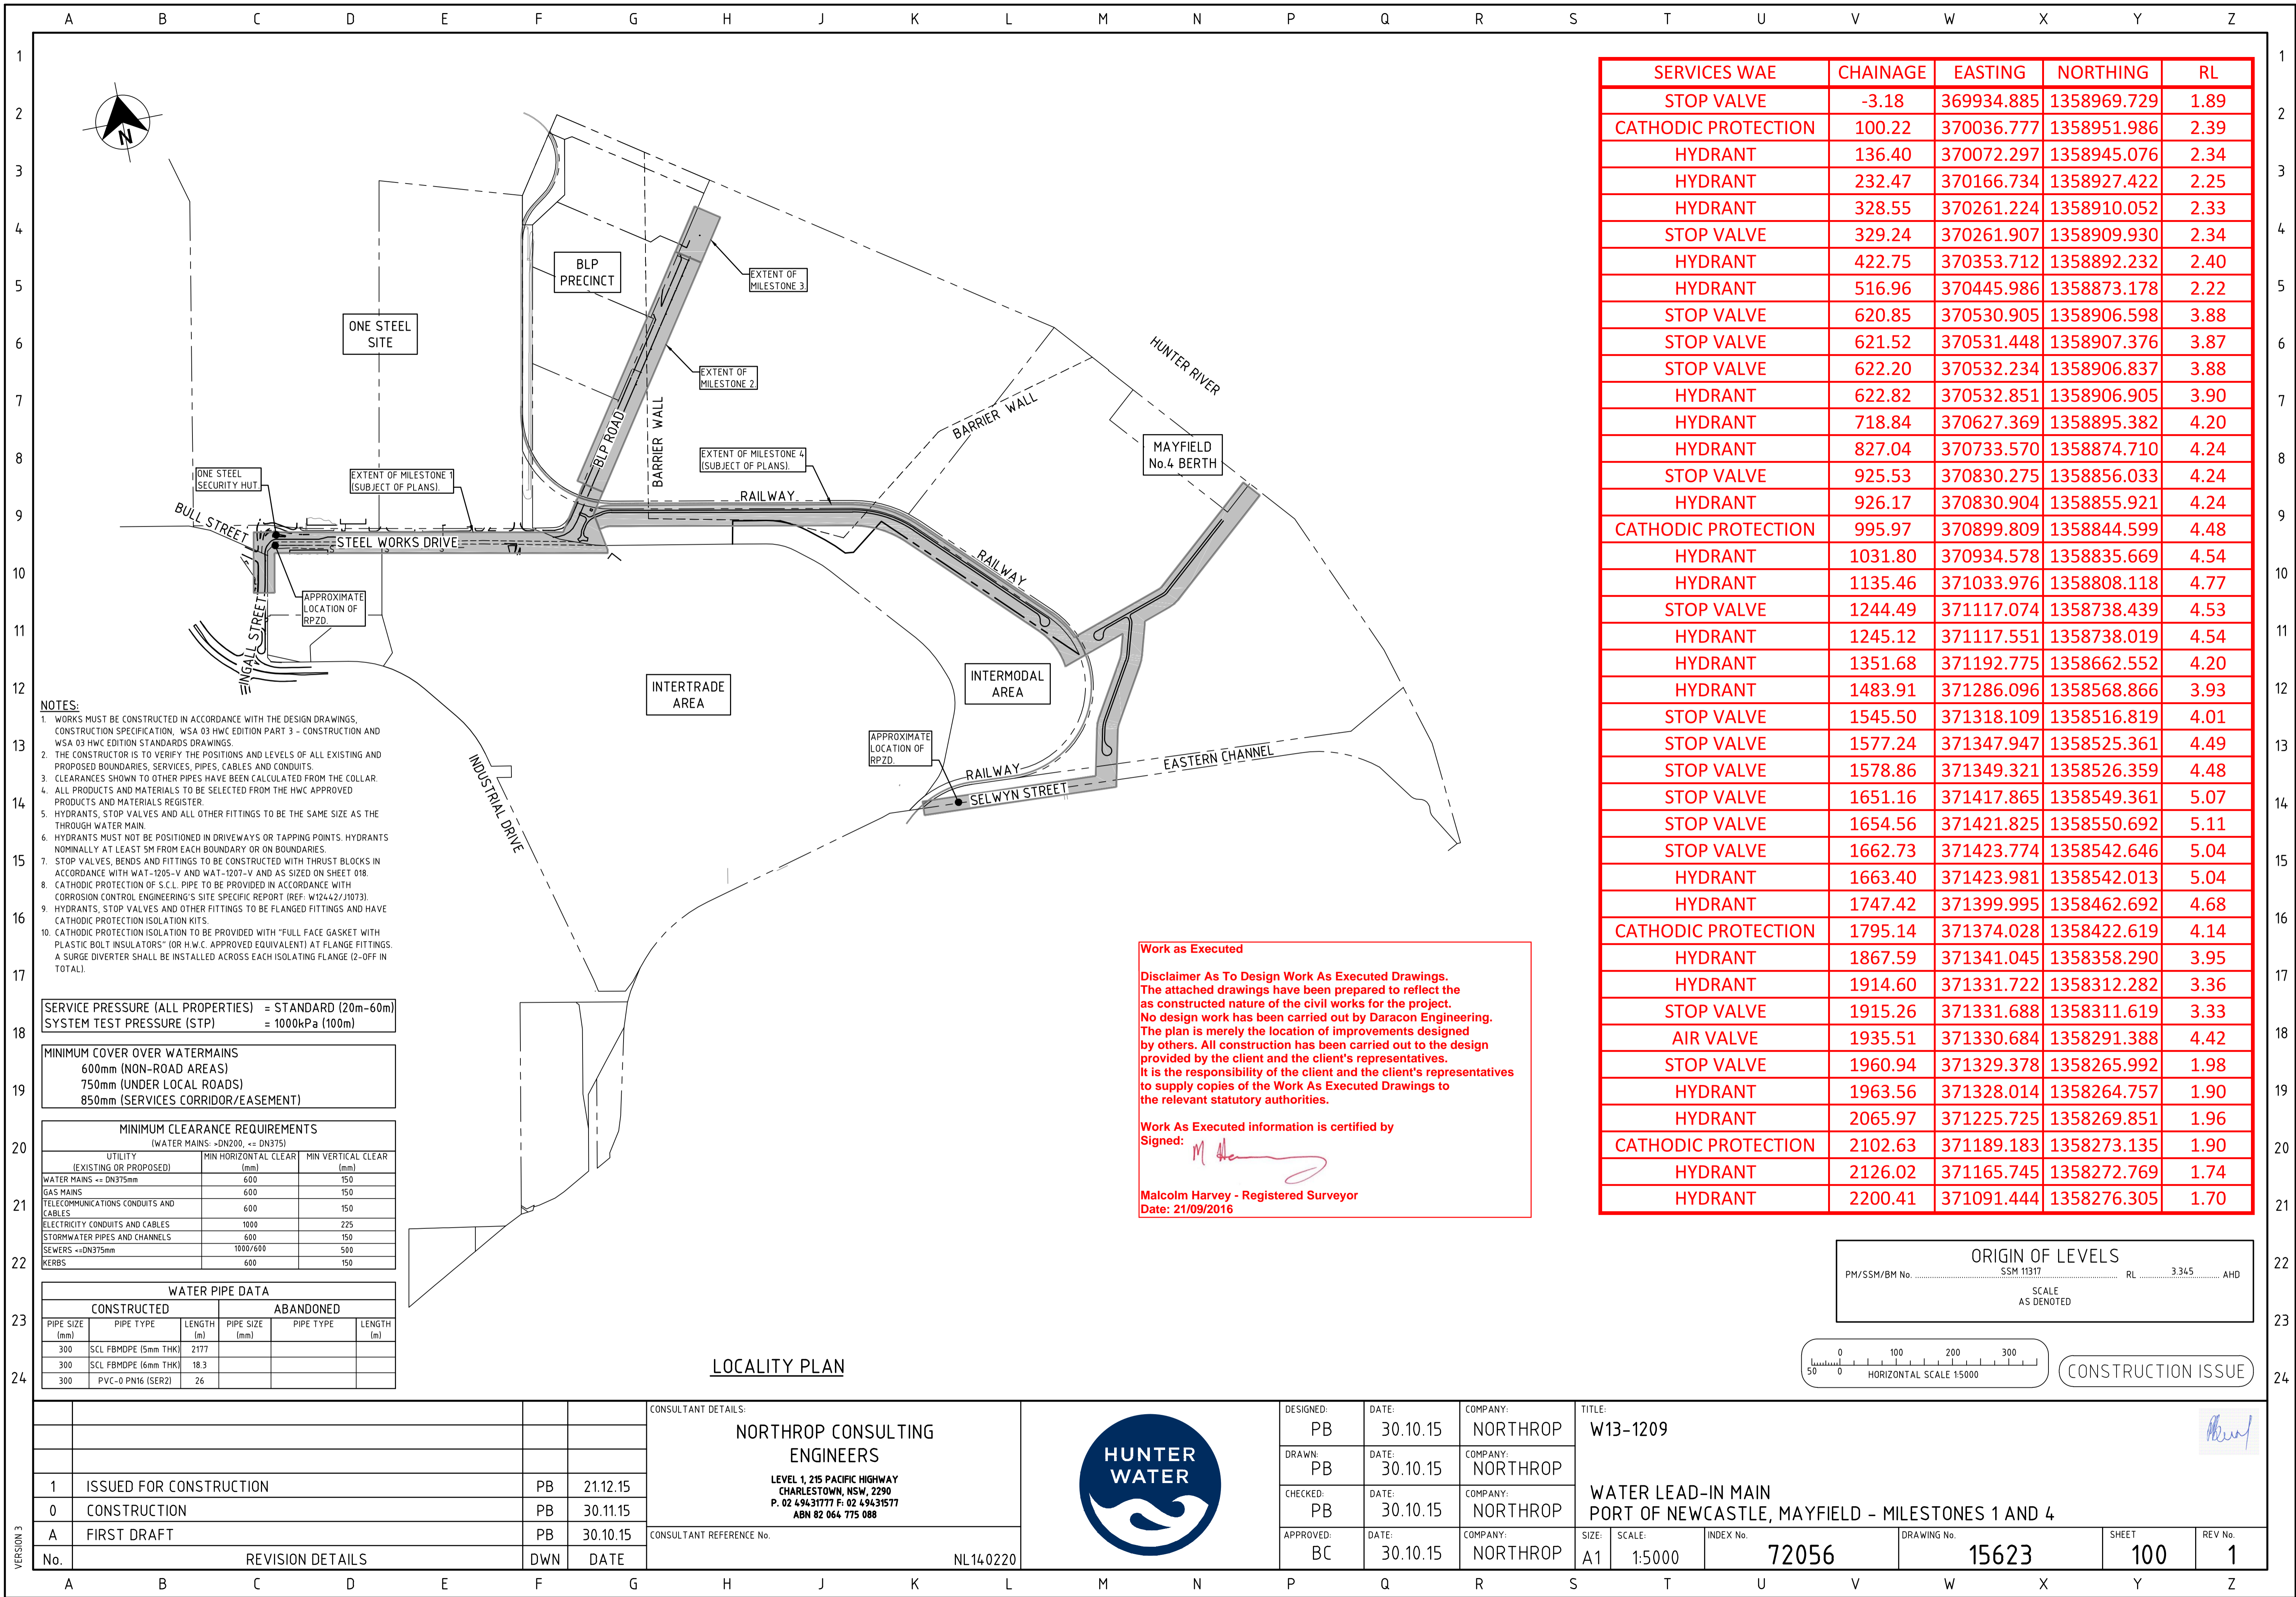 A B C D E F G H J K L M N P Q R S T U V W X Y Z
1 2 3 4 5 6 7 8 9 10 11 12 13 14 15 16 17 18 19 20 21 22 23 24
N
BLP
PRECINCT
EXTENT OF
MILESTONE 3.
ONE STEEL
SITE
EXTENT OF
MILESTONE 2.
HUNTER RIVER
BLP ROAD
BARRIER WALL
BARRIER WALL
MAYFIELD
No.4 BERTH
ONE STEEL
SECURITY HUT.
EXTENT OF MILESTONE 1
(SUBJECT OF PLANS).
EXTENT OF MILESTONE 4
(SUBJECT OF PLANS).
RAILWAY
BULL STREET
STEEL WORKS DRIVE
RAILWAY
APPROXIMATE
LOCATION OF
RPZD.
INGALL STREET
INTERTRADE
AREA
INTERMODAL
AREA
APPROXIMATE
LOCATION OF
RPZD.
RAILWAY
EASTERN CHANNEL
SELWYN STREET
INDUSTRIAL DRIVE
NOTES:
1. WORKS MUST BE CONSTRUCTED IN ACCORDANCE WITH THE DESIGN DRAWINGS,
CONSTRUCTION SPECIFICATION, WSA 03 HWC EDITION PART 3 - CONSTRUCTION AND
WSA 03 HWC EDITION STANDARDS DRAWINGS.
2. THE CONSTRUCTOR IS TO VERIFY THE POSITIONS AND LEVELS OF ALL EXISTING AND
PROPOSED BOUNDARIES, SERVICES, PIPES, CABLES AND CONDUITS.
3. CLEARANCES SHOWN TO OTHER PIPES HAVE BEEN CALCULATED FROM THE COLLAR.
4. ALL PRODUCTS AND MATERIALS TO BE SELECTED FROM THE HWC APPROVED
PRODUCTS AND MATERIALS REGISTER.
5. HYDRANTS, STOP VALVES AND ALL OTHER FITTINGS TO BE THE SAME SIZE AS THE
THROUGH WATER MAIN.
6. HYDRANTS MUST NOT BE POSITIONED IN DRIVEWAYS OR TAPPING POINTS. HYDRANTS
NOMINALLY AT LEAST 5M FROM EACH BOUNDARY OR ON BOUNDARIES.
7. STOP VALVES, BENDS AND FITTINGS TO BE CONSTRUCTED WITH THRUST BLOCKS IN
ACCORDANCE WITH WAT-1205-V AND WAT-1207-V AND AS SIZED ON SHEET 018.
8. CATHODIC PROTECTION OF S.C.L. PIPE TO BE PROVIDED IN ACCORDANCE WITH
CORROSION CONTROL ENGINEERING'S SITE SPECIFIC REPORT (REF: W12442/J1073).
9. HYDRANTS, STOP VALVES AND OTHER FITTINGS TO BE FLANGED FITTINGS AND HAVE
CATHODIC PROTECTION ISOLATION KITS.
10. CATHODIC PROTECTION ISOLATION TO BE PROVIDED WITH "FULL FACE GASKET WITH
PLASTIC BOLT INSULATORS" (OR H.W.C. APPROVED EQUIVALENT) AT FLANGE FITTINGS.
A SURGE DIVERTER SHALL BE INSTALLED ACROSS EACH ISOLATING FLANGE (2-OFF IN
TOTAL).
SERVICE PRESSURE (ALL PROPERTIES) = STANDARD (20m-60m)
SYSTEM TEST PRESSURE (STP) = 1000kPa (100m)
MINIMUM COVER OVER WATERMAINS
600mm (NON-ROAD AREAS)
750mm (UNDER LOCAL ROADS)
850mm (SERVICES CORRIDOR/EASEMENT)
MINIMUM CLEARANCE REQUIREMENTS
(WATER MAINS: >DN200, <= DN375)
UTILITY (EXISTING OR PROPOSED) MIN HORIZONTAL CLEAR (mm) MIN VERTICAL CLEAR (mm)
WATER MAINS <= DN375mm 600 150
GAS MAINS 600 150
TELECOMMUNICATIONS CONDUITS AND CABLES 600 150
ELECTRICITY CONDUITS AND CABLES 1000 225
STORMWATER PIPES AND CHANNELS 600 150
SEWERS <=DN375mm 1000/600 500
KERBS 600 150
WATER PIPE DATA
CONSTRUCTED ABANDONED
PIPE SIZE (mm) PIPE TYPE LENGTH (m) PIPE SIZE (mm) PIPE TYPE LENGTH (m)
300 SCL FBMDPE (5mm THK) 2177
300 SCL FBMDPE (6mm THK) 18.3
300 PVC-O PN16 (SER2) 26
LOCALITY PLAN
Work as Executed
Disclaimer As To Design Work As Executed Drawings.
The attached drawings have been prepared to reflect the
as constructed nature of the civil works for the project.
No design work has been carried out by Daracon Engineering.
The plan is merely the location of improvements designed
by others. All construction has been carried out to the design
provided by the client and the client's representatives.
It is the responsibility of the client and the client's representatives
to supply copies of the Work As Executed Drawings to
the relevant statutory authorities.
Work As Executed information is certified by
Signed:
Malcolm Harvey - Registered Surveyor
Date: 21/09/2016
SERVICES WAE CHAINAGE EASTING NORTHING RL
STOP VALVE -3.18 369934.885 1358969.729 1.89
CATHODIC PROTECTION 100.22 370036.777 1358951.986 2.39
HYDRANT 136.40 370072.297 1358945.076 2.34
HYDRANT 232.47 370166.734 1358927.422 2.25
HYDRANT 328.55 370261.224 1358910.052 2.33
STOP VALVE 329.24 370261.907 1358909.930 2.34
HYDRANT 422.75 370353.712 1358892.232 2.40
HYDRANT 516.96 370445.986 1358873.178 2.22
STOP VALVE 620.85 370530.905 1358906.598 3.88
STOP VALVE 621.52 370531.448 1358907.376 3.87
STOP VALVE 622.20 370532.234 1358906.837 3.88
HYDRANT 622.82 370532.851 1358906.905 3.90
HYDRANT 718.84 370627.369 1358895.382 4.20
HYDRANT 827.04 370733.570 1358874.710 4.24
STOP VALVE 925.53 370830.275 1358856.033 4.24
HYDRANT 926.17 370830.904 1358855.921 4.24
CATHODIC PROTECTION 995.97 370899.809 1358844.599 4.48
HYDRANT 1031.80 370934.578 1358835.669 4.54
HYDRANT 1135.46 371033.976 1358808.118 4.77
STOP VALVE 1244.49 371117.074 1358738.439 4.53
HYDRANT 1245.12 371117.551 1358738.019 4.54
HYDRANT 1351.68 371192.775 1358662.552 4.20
HYDRANT 1483.91 371286.096 1358568.866 3.93
STOP VALVE 1545.50 371318.109 1358516.819 4.01
STOP VALVE 1577.24 371347.947 1358525.361 4.49
STOP VALVE 1578.86 371349.321 1358526.359 4.48
STOP VALVE 1651.16 371417.865 1358549.361 5.07
STOP VALVE 1654.56 371421.825 1358550.692 5.11
STOP VALVE 1662.73 371423.774 1358542.646 5.04
HYDRANT 1663.40 371423.981 1358542.013 5.04
HYDRANT 1747.42 371399.995 1358462.692 4.68
CATHODIC PROTECTION 1795.14 371374.028 1358422.619 4.14
HYDRANT 1867.59 371341.045 1358358.290 3.95
HYDRANT 1914.60 371331.722 1358312.282 3.36
STOP VALVE 1915.26 371331.688 1358311.619 3.33
AIR VALVE 1935.51 371330.684 1358291.388 4.42
STOP VALVE 1960.94 371329.378 1358265.992 1.98
HYDRANT 1963.56 371328.014 1358264.757 1.90
HYDRANT 2065.97 371225.725 1358269.851 1.96
CATHODIC PROTECTION 2102.63 371189.183 1358273.135 1.90
HYDRANT 2126.02 371165.745 1358272.769 1.74
HYDRANT 2200.41 371091.444 1358276.305 1.70
ORIGIN OF LEVELS
PM/SSM/BM No. SSM 11317 RL 3.345 AHD
SCALE
AS DENOTED
0 100 200 300
50 0 HORIZONTAL SCALE 1:5000
CONSTRUCTION ISSUE
1 ISSUED FOR CONSTRUCTION PB 21.12.15
0 CONSTRUCTION PB 30.11.15
A FIRST DRAFT PB 30.10.15
No. REVISION DETAILS DWN DATE
VERSION 3
CONSULTANT DETAILS:
NORTHROP CONSULTING
ENGINEERS
LEVEL 1, 215 PACIFIC HIGHWAY
CHARLESTOWN, NSW, 2290
P. 02 49431777 F: 02 49431577
ABN 82 064 775 088
CONSULTANT REFERENCE No.
NL140220
HUNTER
WATER
DESIGNED: PB DATE: 30.10.15 COMPANY: NORTHROP
DRAWN: PB DATE: 30.10.15 COMPANY: NORTHROP
CHECKED: PB DATE: 30.10.15 COMPANY: NORTHROP
APPROVED: BC DATE: 30.10.15 COMPANY: NORTHROP
TITLE:
W13-1209
WATER LEAD-IN MAIN
PORT OF NEWCASTLE, MAYFIELD - MILESTONES 1 AND 4
SIZE: A1 SCALE: 1:5000 INDEX No. 72056 DRAWING No. 15623 SHEET 100 REV No. 1
A B C D E F G H J K L M N P Q R S T U V W X Y Z